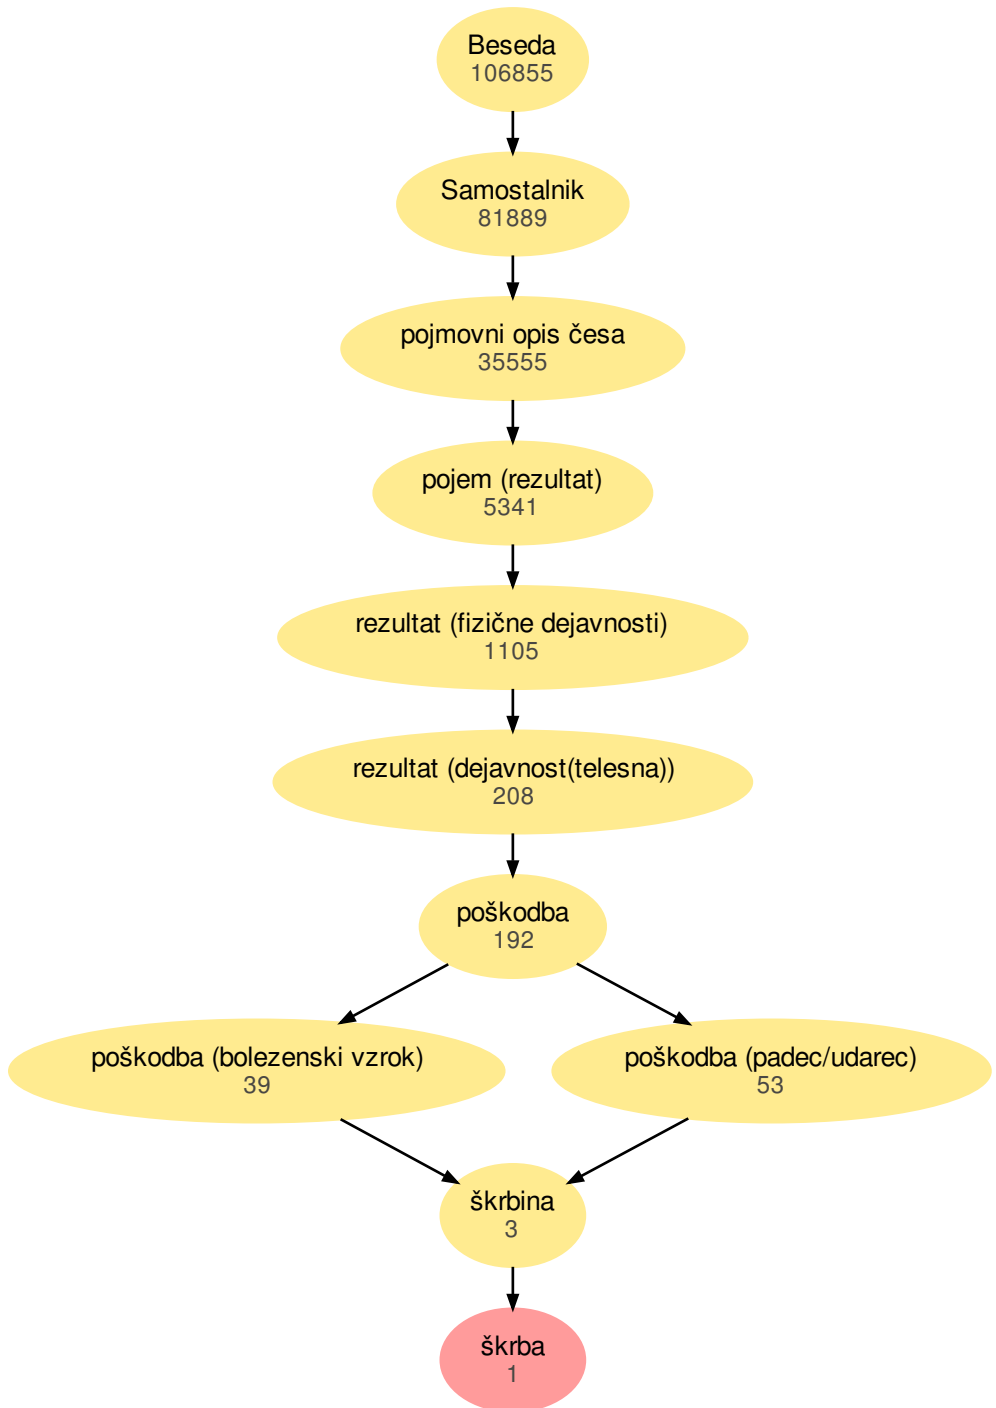 Beseda
106855
Samostalnik
81889
pojmovni opis česa
35555
pojem (rezultat)
5341
rezultat (fizične dejavnosti)
1105
rezultat (dejavnost(telesna))
208
poškodba
192
poškodba (bolezenski vzrok)
39
poškodba (padec/udarec)
53
škrbina
3
škrba
1